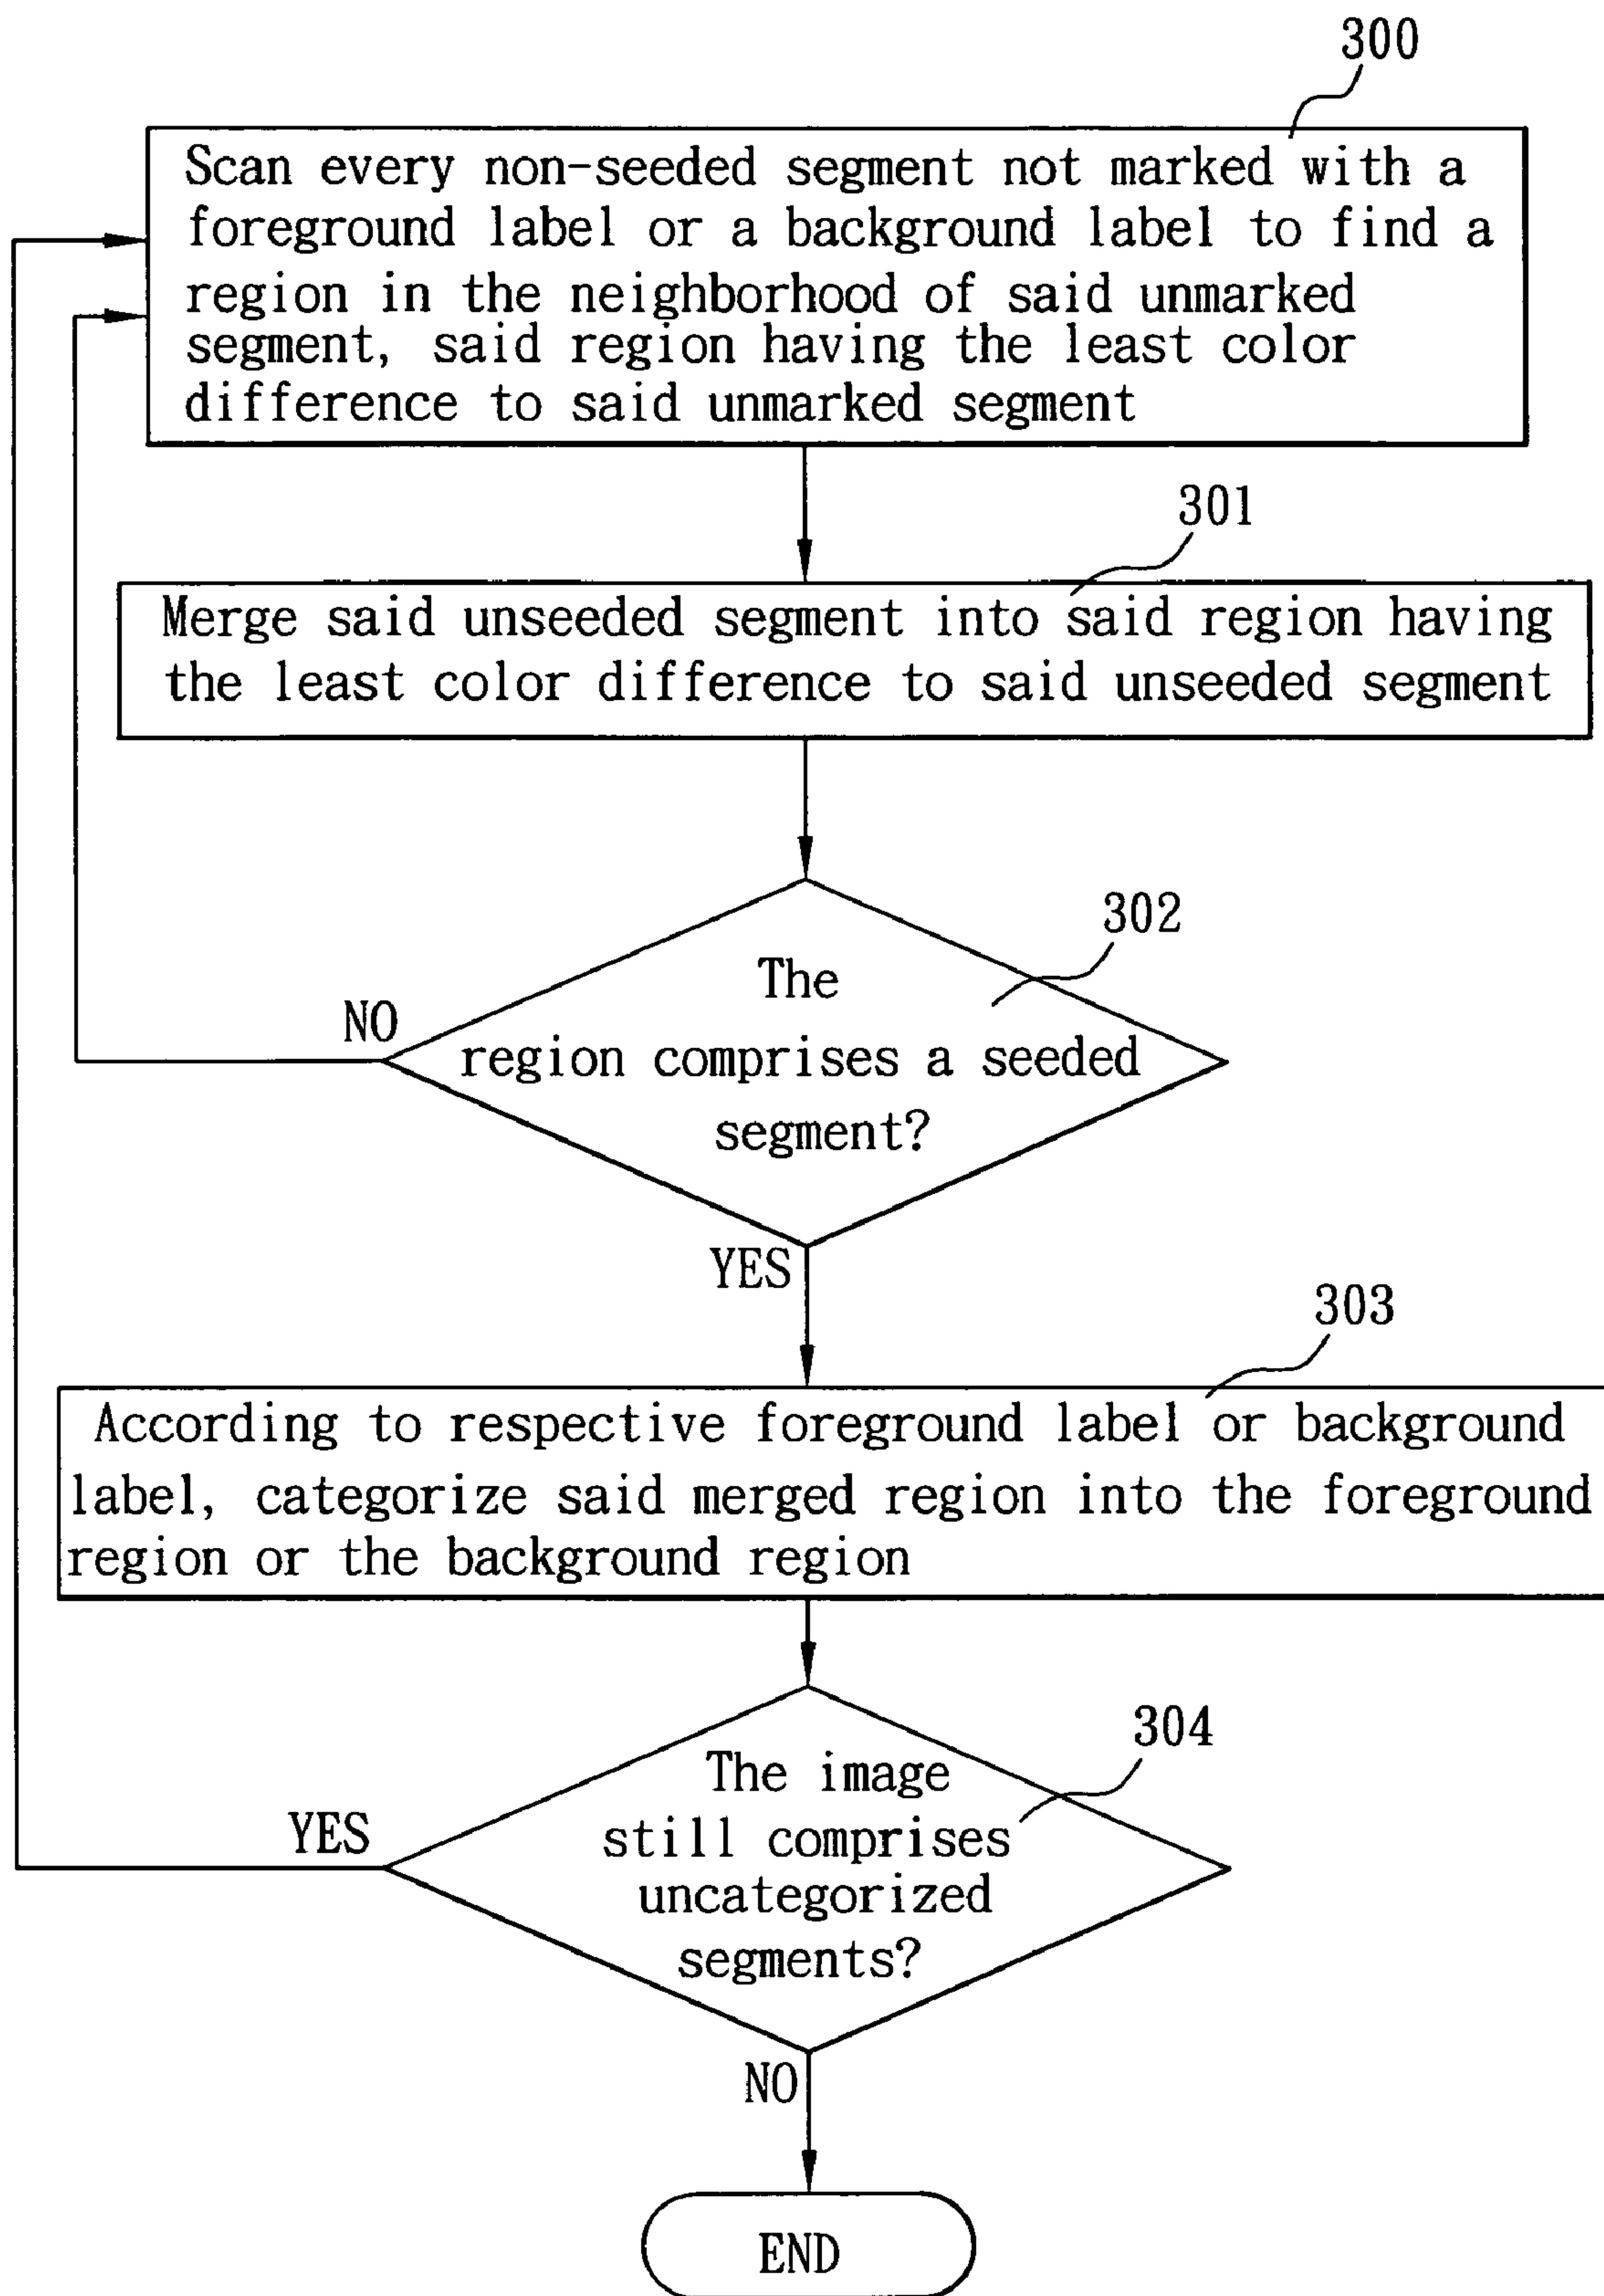 300
Scan every non-seeded segment not marked with a
foreground label or a background label to find a
region in the neighborhood of said unmarked
segment, said region having the least color
difference to said unmarked segment
301
Merge said unseeded segment into said region having
the least color difference to said unseeded segment
302
The
NO
region comprises a seeded
segment?
YES
303
According to respective foreground label or background
label, categorize said merged region into the foreground
region or the background region
304
The image
YES
still comprises
uncategorized
segments?
NO
END